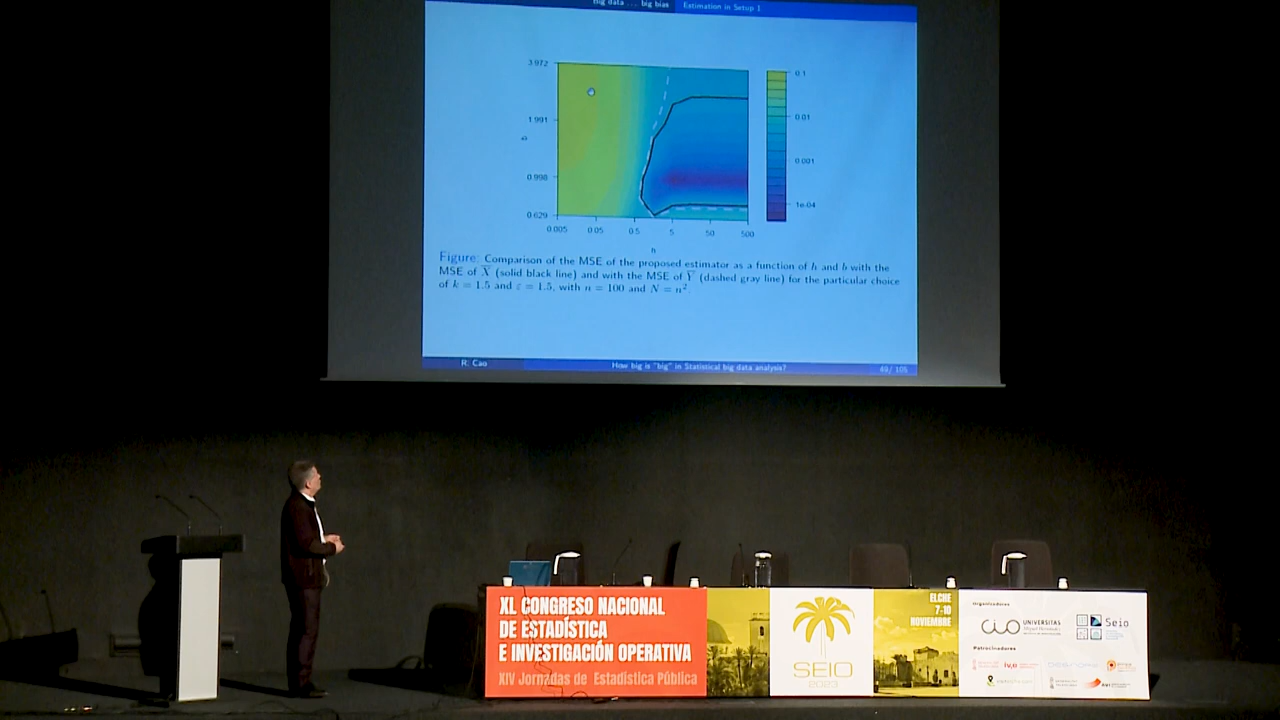 Big data ... big bias Estimation in Setup 1
3.972
1.991
0.998
0.629
b
0.005 0.05 0.5 5 50 500
h
0.1
0.01
0.001
1e-04
Figure: Comparison of the MSE of the proposed estimator as a function of h and b with the
MSE of X̅ (solid black line) and with the MSE of Y̅ (dashed gray line) for the particular choice
of k = 1.5 and ε = 1.5, with n = 100 and N = n².
R. Cao How big is "big" in Statistical big data analysis? 69/ 105
XL CONGRESO NACIONAL
DE ESTADÍSTICA
E INVESTIGACIÓN OPERATIVA
XIV Jornadas de Estadística Pública
SEIO
2023
ELCHE
7-10
NOVIEMBRE
Organizadores
CIO UNIVERSITAS
Miguel Hernández
Seio
Patrocinadores